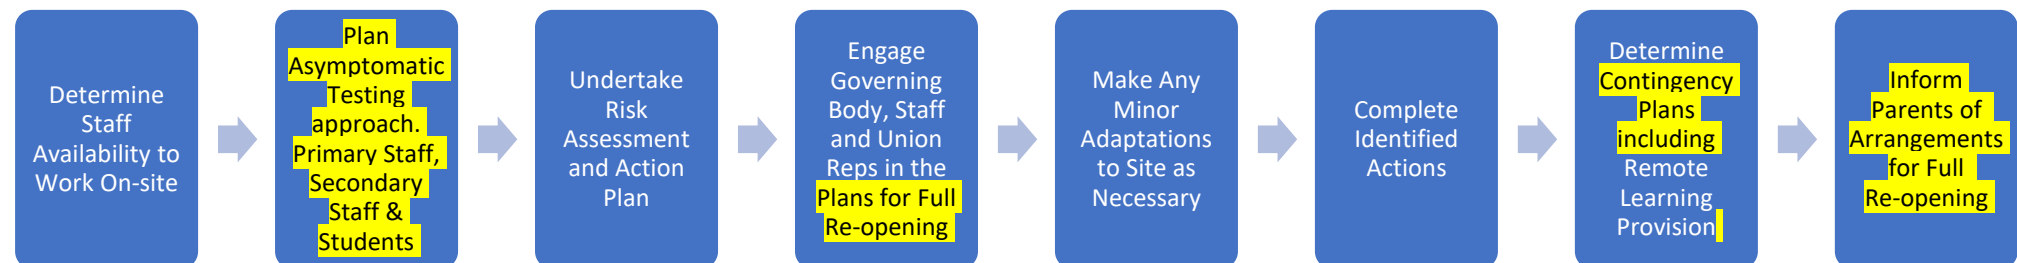 Determine
Staff
Availability to
Work On-site
Plan
Asymptomatic
Testing
approach.
Primary Staff,
Secondary
Staff &
Students
Undertake
Risk
Assessment
and Action
Plan
Engage
Governing
Body, Staff
and Union
Reps in the
Plans for Full
Re-opening
Make Any
Minor
Adaptations
to Site as
Necessary
Complete
Identified
Actions
Determine
Contingency
Plans
including
Remote
Learning
Provision
Inform
Parents of
Arrangements
for Full
Re-opening